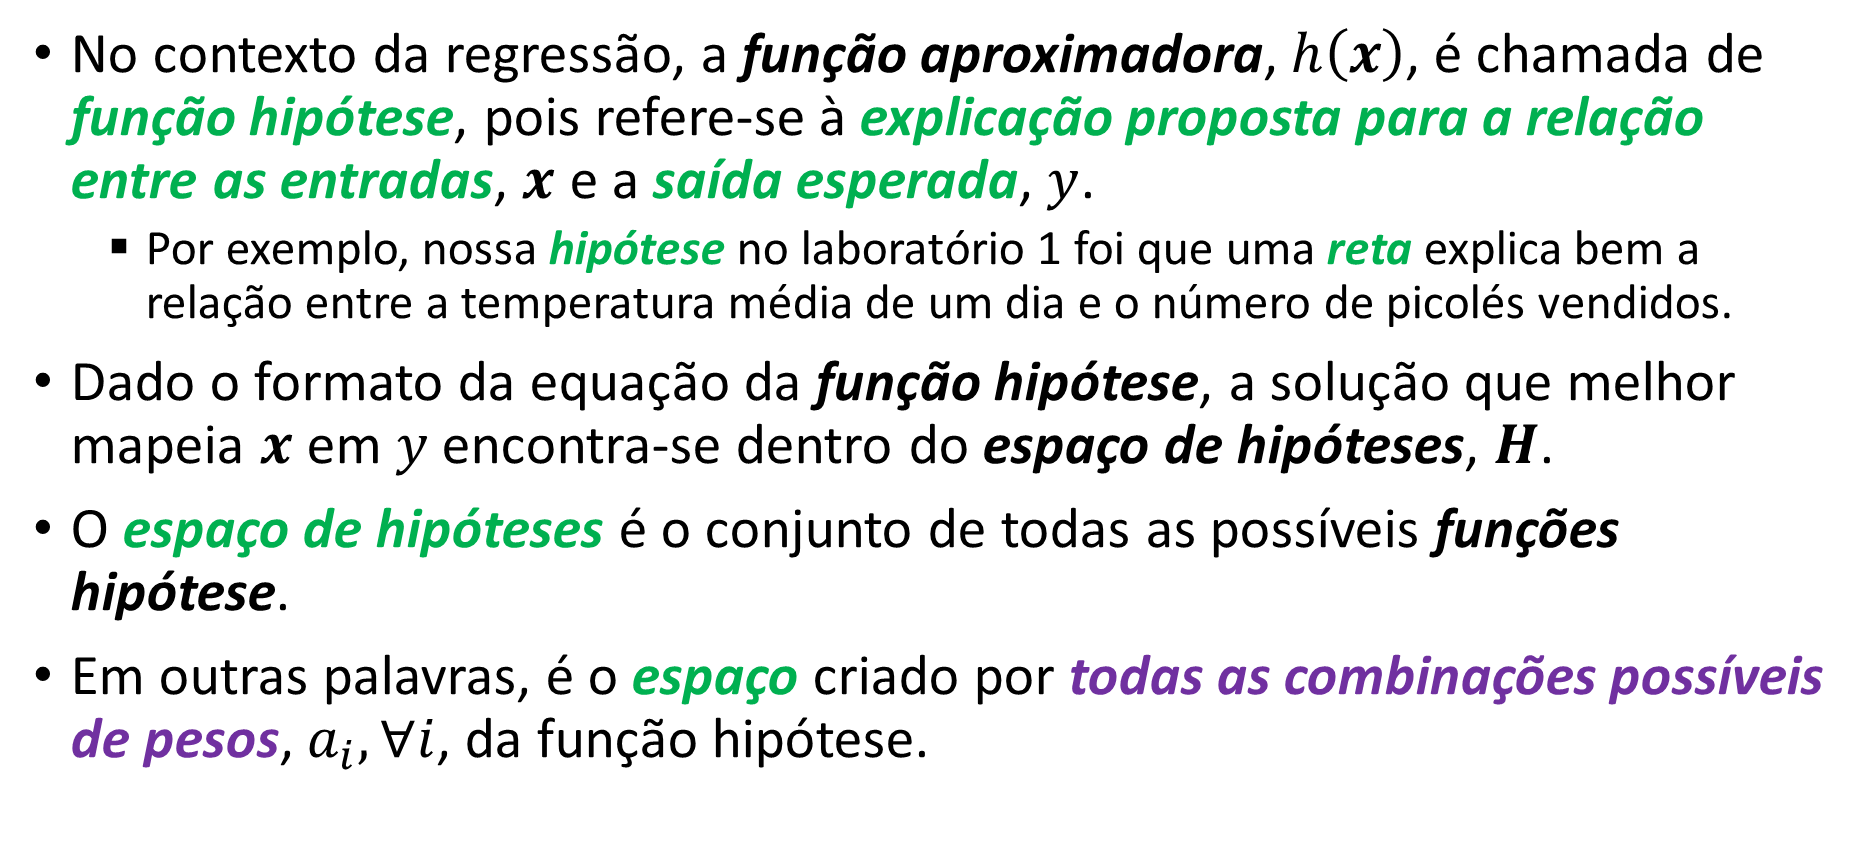 • No contexto da regressão, a função aproximadora, ℎ(𝒙), é chamada de
função hipótese, pois refere-se à explicação proposta para a relação
entre as entradas, 𝒙 e a saída esperada, 𝑦.
▪ Por exemplo, nossa hipótese no laboratório 1 foi que uma reta explica bem a
relação entre a temperatura média de um dia e o número de picolés vendidos.
• Dado o formato da equação da função hipótese, a solução que melhor
mapeia 𝒙 em 𝑦 encontra-se dentro do espaço de hipóteses, 𝑯.
• O espaço de hipóteses é o conjunto de todas as possíveis funções
hipótese.
• Em outras palavras, é o espaço criado por todas as combinações possíveis
de pesos, 𝑎ᵢ, ∀𝑖, da função hipótese.